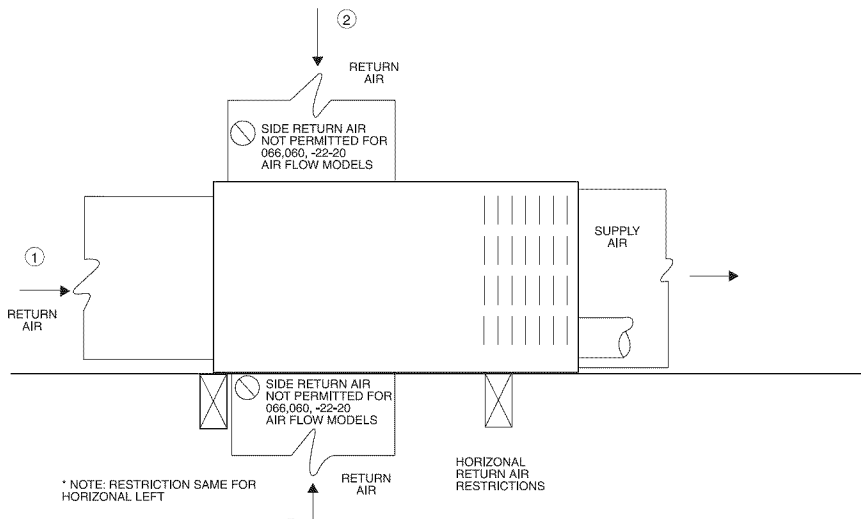 2
RETURN
AIR
SIDE RETURN AIR
NOT PERMITTED FOR
066,060, -22-20
AIR FLOW MODELS
SUPPLY
AIR
1
RETURN
AIR
SIDE RETURN AIR
NOT PERMITTED FOR
066,060, -22-20
AIR FLOW MODELS
HORIZONAL
RETURN AIR
RESTRICTIONS
* NOTE: RESTRICTION SAME FOR
HORIZONAL LEFT
RETURN
AIR